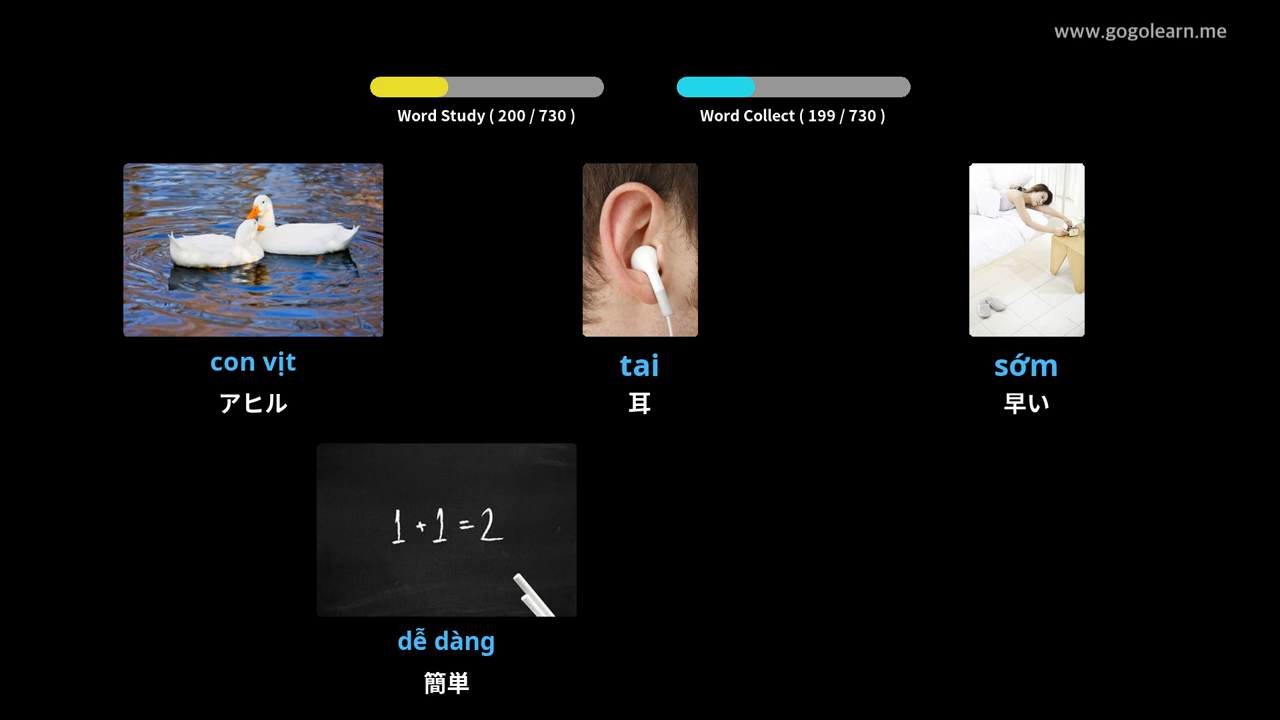 www.gogolearn.me
Word Study ( 200 / 730 )
Word Collect ( 199 / 730 )
con vịt
アヒル
tai
耳
sớm
早い
1 + 1 = 2
dễ dàng
簡単